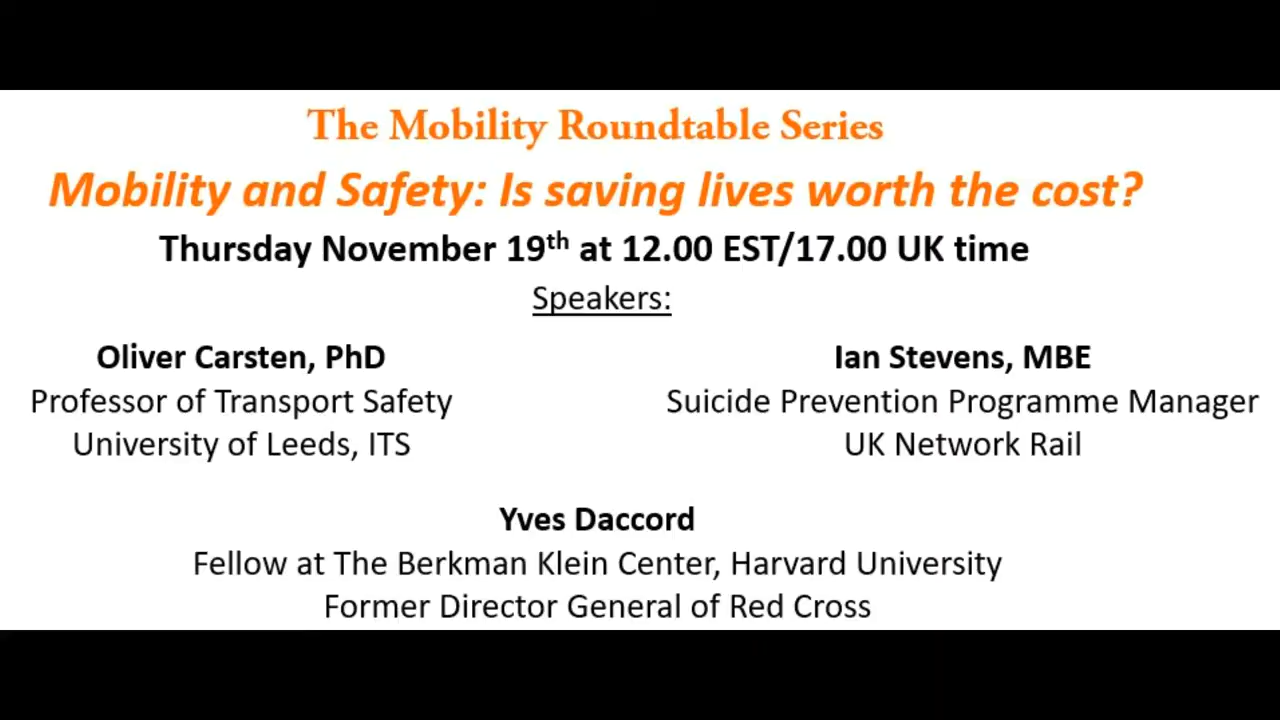 The Mobility Roundtable Series
Mobility and Safety: Is saving lives worth the cost?
Thursday November 19th at 12.00 EST/17.00 UK time
Speakers:
Oliver Carsten, PhD
Professor of Transport Safety
University of Leeds, ITS
Ian Stevens, MBE
Suicide Prevention Programme Manager
UK Network Rail
Yves Daccord
Fellow at The Berkman Klein Center, Harvard University
Former Director General of Red Cross